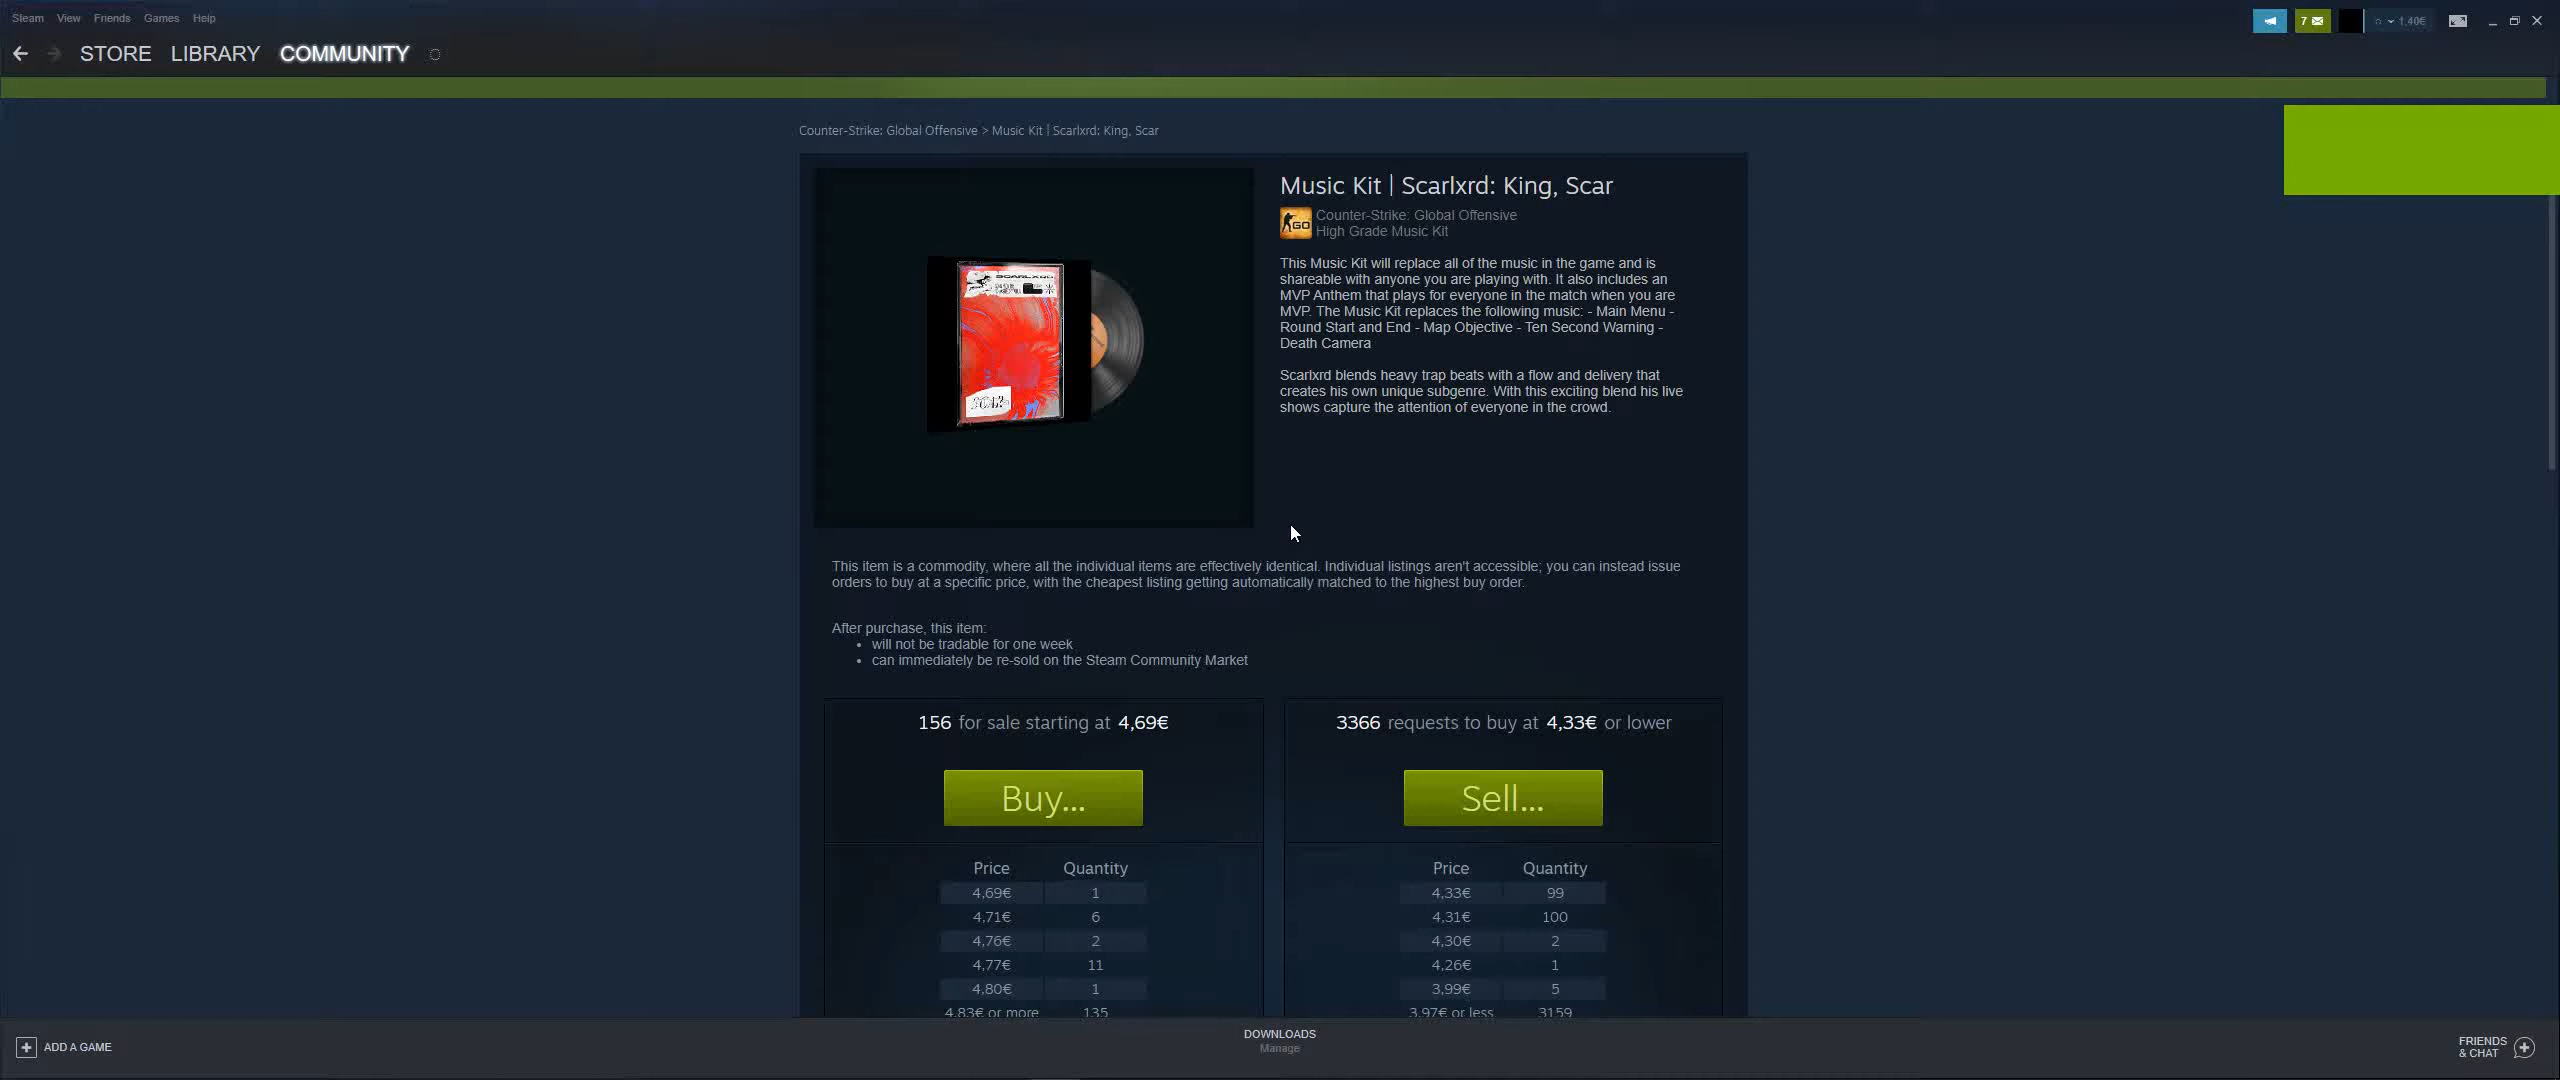 Steam View Friends Games Help
7
1,40€
STORE LIBRARY COMMUNITY
Counter-Strike: Global Offensive > Music Kit | Scarlxrd: King, Scar
Music Kit | Scarlxrd: King, Scar
GO
Counter-Strike: Global Offensive
High Grade Music Kit
This Music Kit will replace all of the music in the game and is
shareable with anyone you are playing with. It also includes an
MVP Anthem that plays for everyone in the match when you are
MVP. The Music Kit replaces the following music: - Main Menu -
Round Start and End - Map Objective - Ten Second Warning -
Death Camera
Scarlxrd blends heavy trap beats with a flow and delivery that
creates his own unique subgenre. With this exciting blend his live
shows capture the attention of everyone in the crowd.
SCARLXRD
This item is a commodity, where all the individual items are effectively identical. Individual listings aren't accessible; you can instead issue
orders to buy at a specific price, with the cheapest listing getting automatically matched to the highest buy order.
After purchase, this item:
• will not be tradable for one week
• can immediately be re-sold on the Steam Community Market
156 for sale starting at 4,69€
Buy...
Price Quantity
4,69€ 1
4,71€ 6
4,76€ 2
4,77€ 11
4,80€ 1
4,83€ or more 135
3366 requests to buy at 4,33€ or lower
Sell...
Price Quantity
4,33€ 99
4,31€ 100
4,30€ 2
4,26€ 1
3,99€ 5
3,97€ or less 3159
ADD A GAME
DOWNLOADS
Manage
FRIENDS
& CHAT